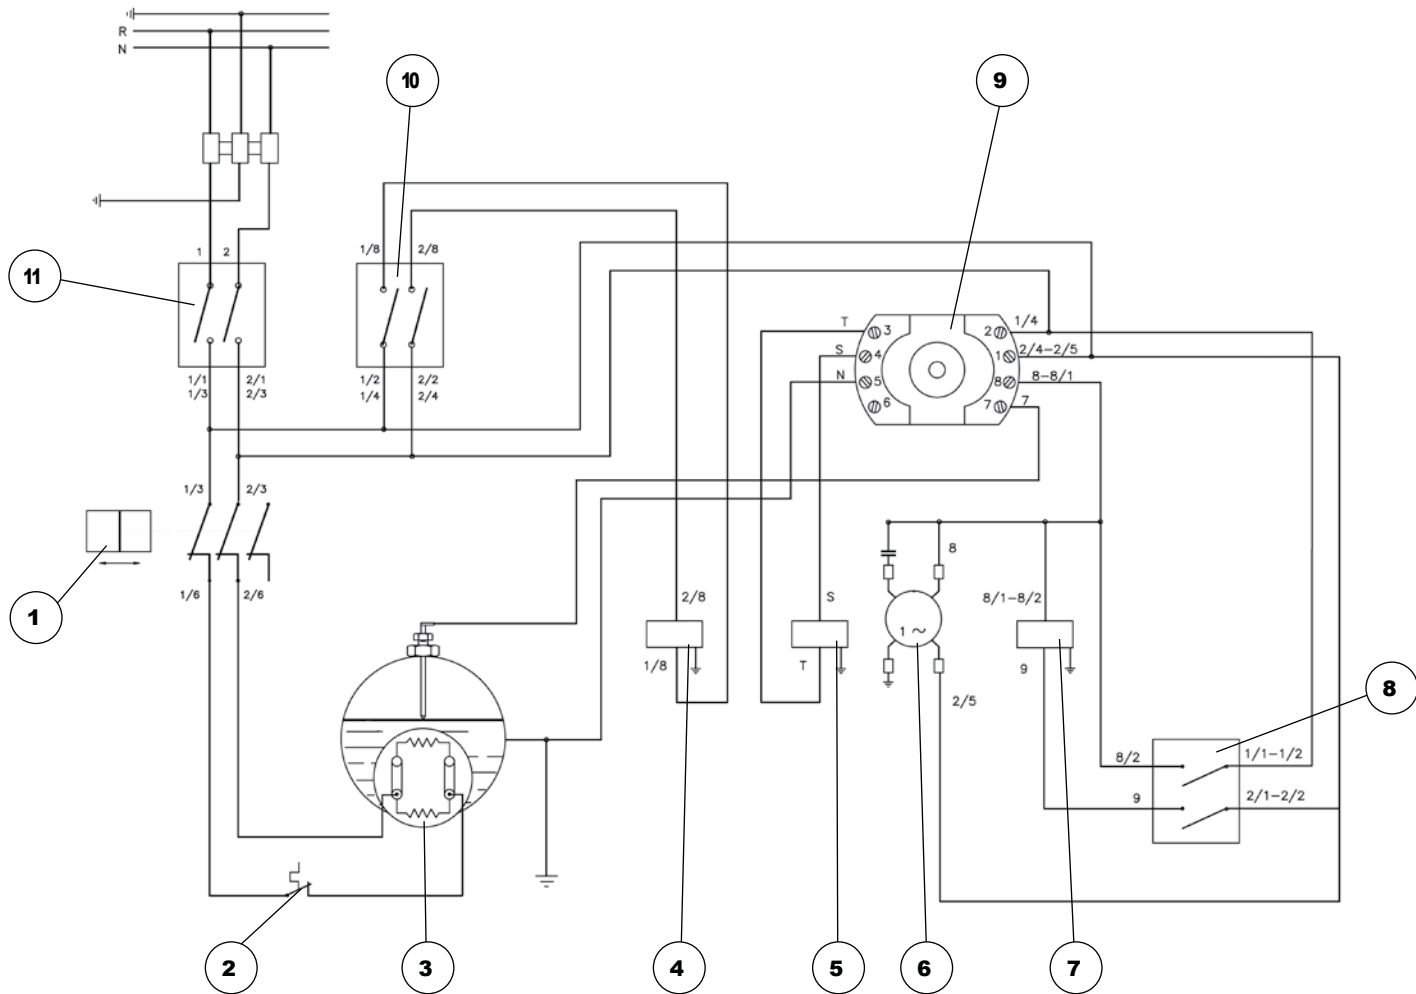 R
N
10
9
1/8 2/8
1 2
11
T 3 2 1/4
S 4 1 2/4-2/5
N 5 8 8-8/1
6 7 7
1/1 2/1 1/2 2/2
1/3 2/3 1/4 2/4
1/3 2/3
8
1/6 2/6
2/8 S 8/1-8/2
1
1 ~
1/8 T 9
2/5
8
8/2 1/1-1/2
9 2/1-2/2
2 3 4 5 6 7